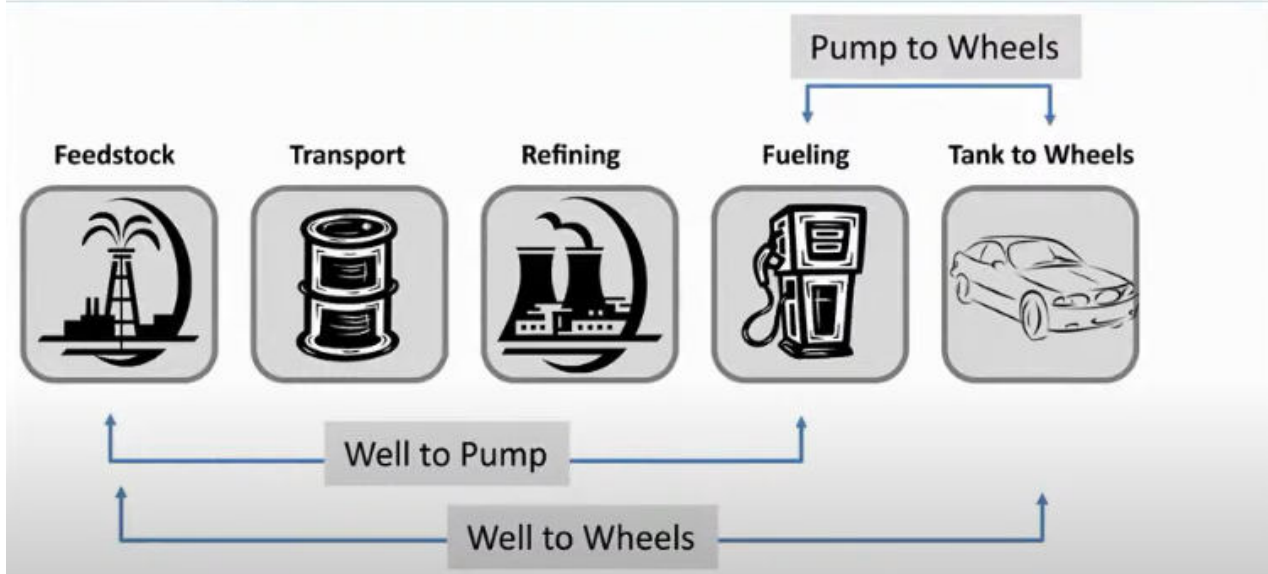 Pump to Wheels
Feedstock Transport Refining Fueling Tank to Wheels
Well to Pump
Well to Wheels